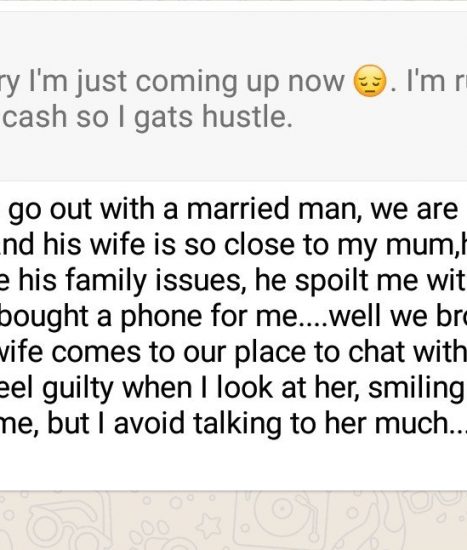 ry I'm just coming up now 😔. I'm r
cash so I gats hustle.
go out with a married man, we are
nd his wife is so close to my mum,h
e his family issues, he spoilt me wit
bought a phone for me....well we bro
wife comes to our place to chat with
eel guilty when I look at her, smiling
me, but I avoid talking to her much...